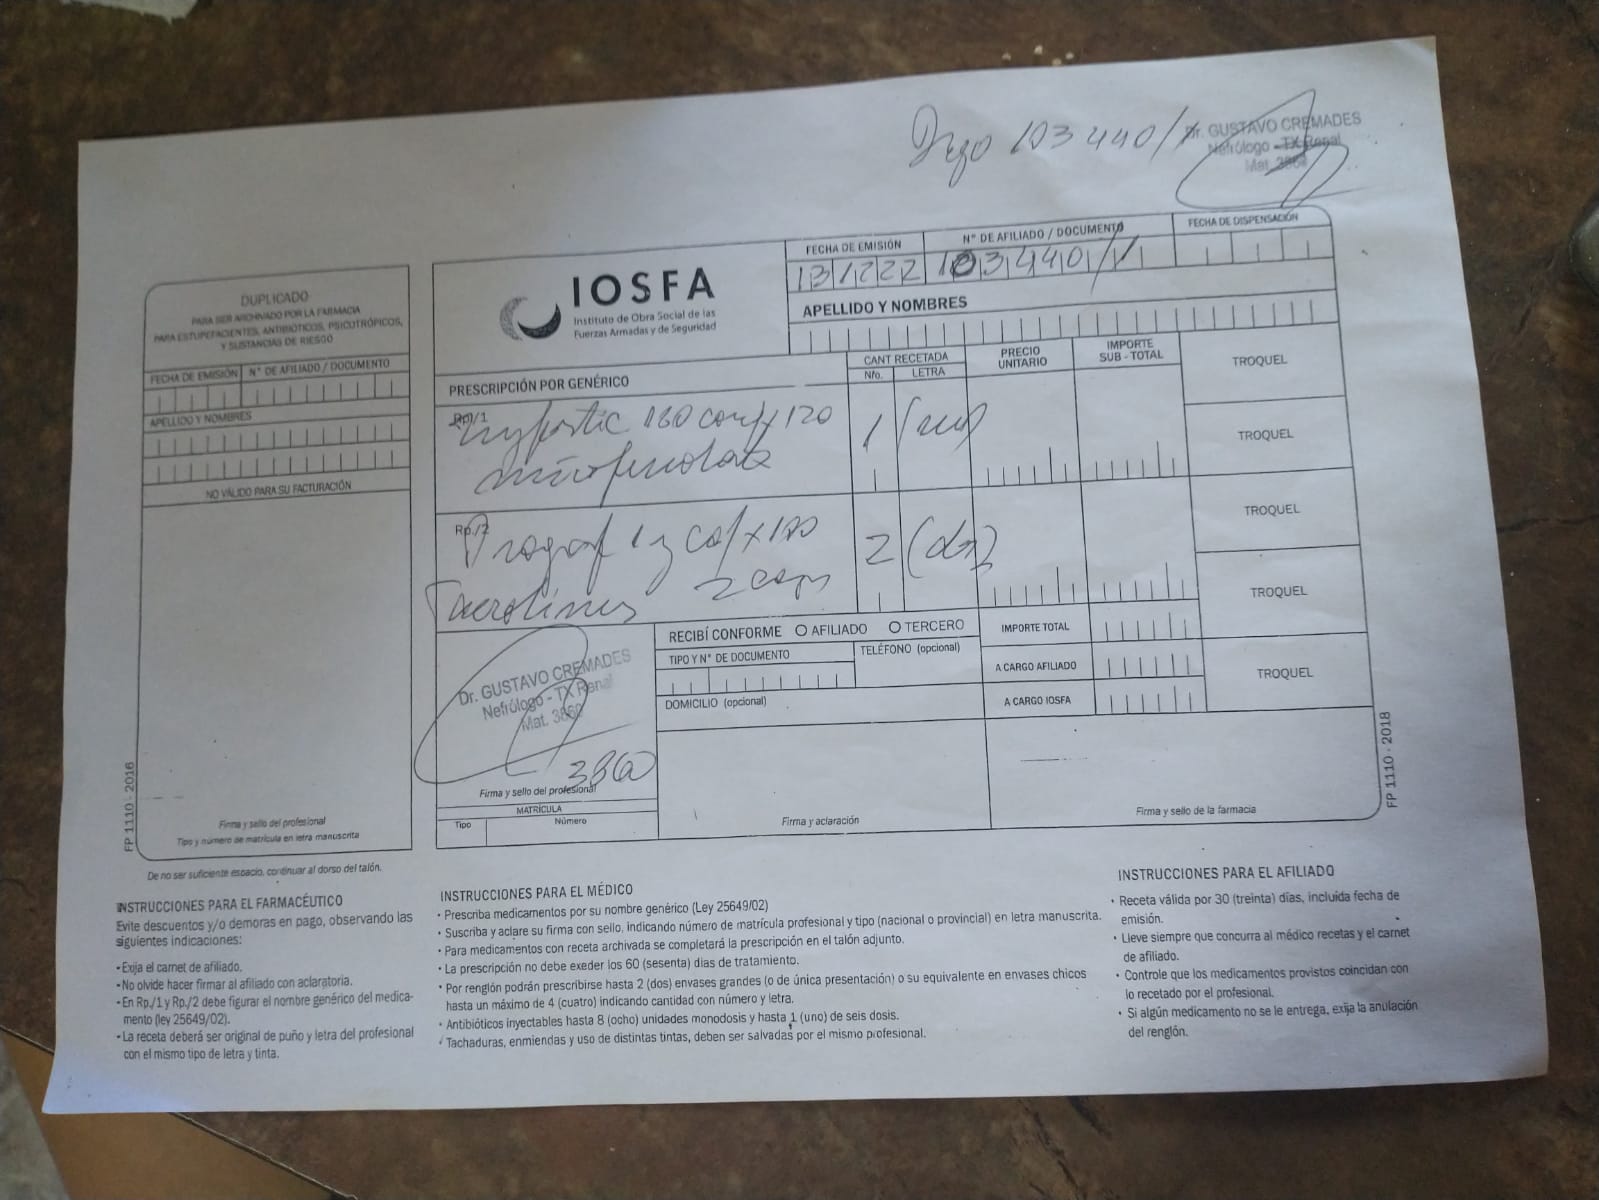 Digo 103 440/1
Dr. GUSTAVO CREMADES
Nefrólogo - TX Renal
Mat. 3860
DUPLICADO
PARA SER ARCHIVADO POR LA FARMACIA
PARA ESTUPEFACIENTES, ANTIBIÓTICOS, PSICOTRÓPICOS,
Y SUSTANCIAS DE RIESGO
FECHA DE EMISIÓN N° DE AFILIADO / DOCUMENTO
APELLIDO Y NOMBRES
NO VÁLIDO PARA SU FACTURACIÓN
Firma y sello del profesional
Tipo y número de matrícula en letra manuscrita
FP 1110 - 2016
De no ser suficiente espacio, continuar al dorso del talón.
IOSFA
Instituto de Obra Social de las
Fuerzas Armadas y de Seguridad
FECHA DE EMISIÓN N° DE AFILIADO / DOCUMENTO FECHA DE DISPENSACIÓN
131222 103440/1
APELLIDO Y NOMBRES
PRESCRIPCIÓN POR GENÉRICO CANT RECETADA PRECIO UNITARIO IMPORTE SUB - TOTAL TROQUEL
Nro. LETRA
Rp/1 Myfortic 180 comp x 120 1 (un)
micofenolato
TROQUEL
Rp./2 Prograf 1 mg x 2 (dos)
Tacrolimus 2 caps
TROQUEL
TROQUEL
TROQUEL
Dr. GUSTAVO CREMADES
Nefrólogo - TX Renal
Mat. 3860
3860
Firma y sello del profesional
MATRÍCULA
Tipo Número
RECIBÍ CONFORME O AFILIADO O TERCERO
TIPO Y N° DE DOCUMENTO TELÉFONO (opcional)
DOMICILIO (opcional)
Firma y aclaración
IMPORTE TOTAL
A CARGO AFILIADO
A CARGO IOSFA
Firma y sello de la farmacia
FP 1110 - 2018
INSTRUCCIONES PARA EL FARMACÉUTICO
Evite descuentos y/o demoras en pago, observando las
siguientes indicaciones:
• Exija el carnet de afiliado.
• No olvide hacer firmar al afiliado con aclaratoria.
• En Rp./1 y Rp./2 debe figurar el nombre genérico del medica-
mento (ley 25649/02).
• La receta deberá ser original de puño y letra del profesional
con el mismo tipo de letra y tinta.
INSTRUCCIONES PARA EL MÉDICO
• Prescriba medicamentos por su nombre genérico (Ley 25649/02)
• Suscriba y aclare su firma con sello, indicando número de matrícula profesional y tipo (nacional o provincial) en letra manuscrita.
• Para medicamentos con receta archivada se completará la prescripción en el talón adjunto.
• La prescripción no debe exeder los 60 (sesenta) días de tratamiento.
• Por renglón podrán prescribirse hasta 2 (dos) envases grandes (o de única presentación) o su equivalente en envases chicos
hasta un máximo de 4 (cuatro) indicando cantidad con número y letra.
• Antibióticos inyectables hasta 8 (ocho) unidades monodosis y hasta 1 (uno) de seis dosis.
• Tachaduras, enmiendas y uso de distintas tintas, deben ser salvadas por el mismo profesional.
INSTRUCCIONES PARA EL AFILIADO
• Receta válida por 30 (treinta) días, incluida fecha de
emisión.
• Lleve siempre que concurra al médico recetas y el carnet
de afiliado.
• Controle que los medicamentos provistos coincidan con
lo recetado por el profesional.
• Si algún medicamento no se le entrega, exija la anulación
del renglón.